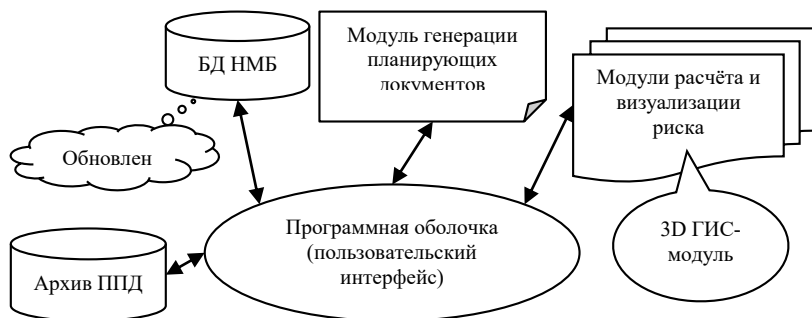 БД НМБ
Модуль генерации
планирующих
документов
Модули расчёта и
визуализации
риска
Обновлен
Программная оболочка
(пользовательский
интерфейс)
3D ГИС-
модуль
Архив ППД